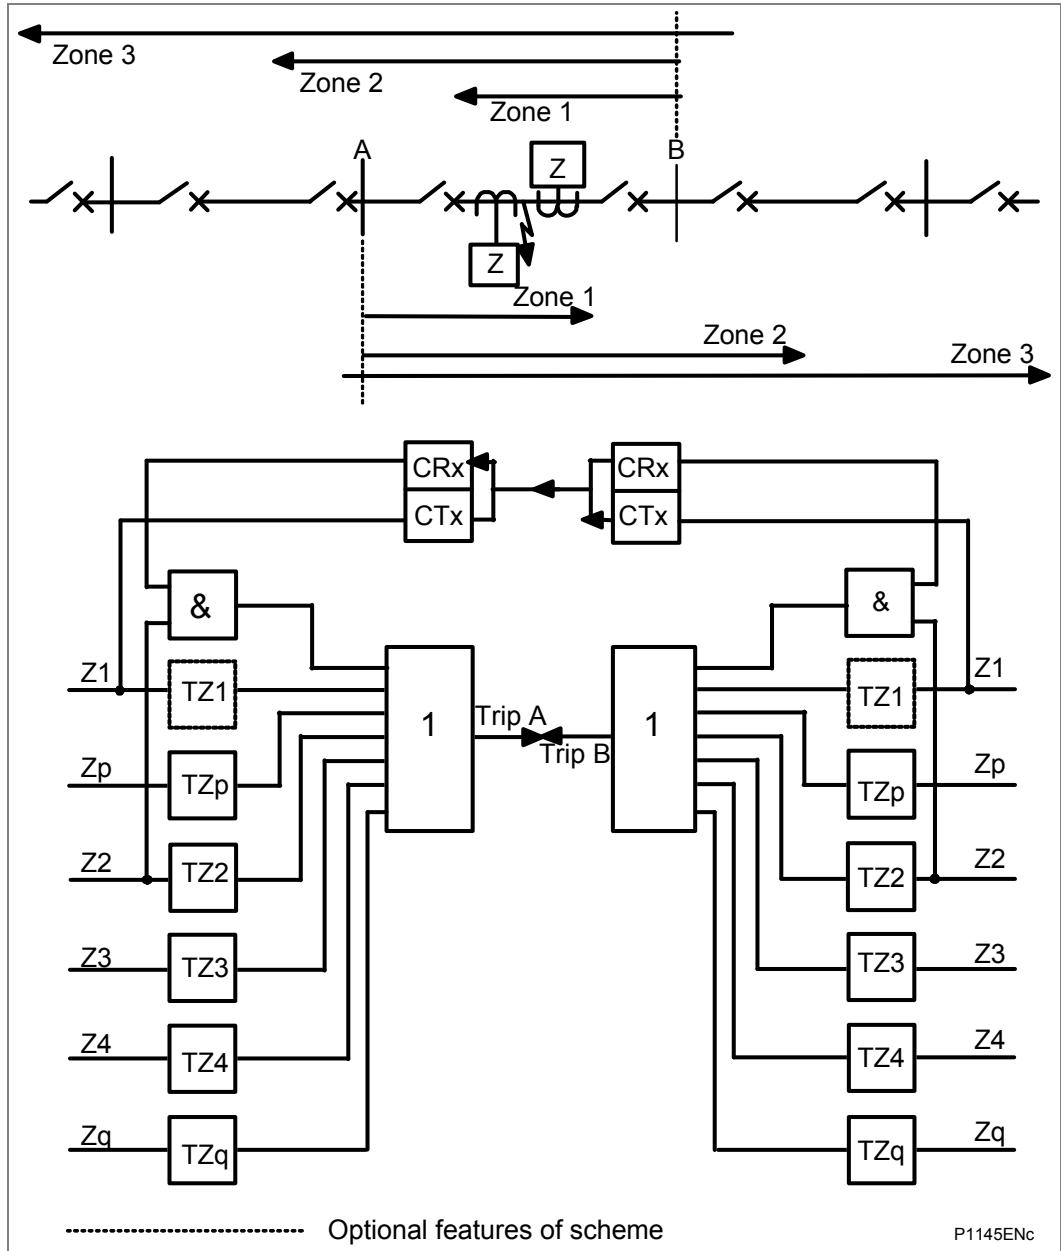 Zone 3
Zone 2
Zone 1
A
B
Z
Z
Zone 1
Zone 2
Zone 3
CRx
CRx
CTx
CTx
&
&
Z1
TZ1
TZ1
Z1
1
Trip A
Trip B
1
Zp
TZp
TZp
Zp
Z2
TZ2
TZ2
Z2
Z3
TZ3
TZ3
Z3
Z4
TZ4
TZ4
Z4
Zq
TZq
TZq
Zq
Optional features of scheme
P1145ENc